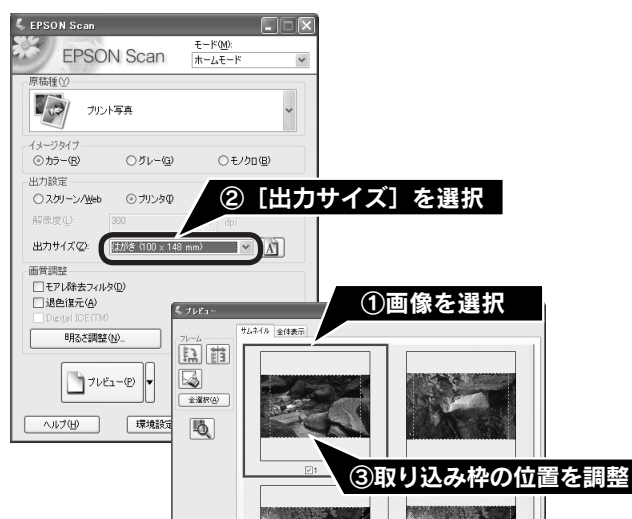 EPSON Scan
EPSON Scan
モード(M):
ホームモード
原稿種(Y)
プリント写真
イメージタイプ
カラー(R)
グレー(G)
モノクロ(B)
出力設定
スクリーン/Web
プリンタ(I)
②［出力サイズ］を選択
解像度(L):
300
dpi
出力サイズ(Z):
はがき (100 x 148 mm)
A
画質調整
モアレ除去フィルタ(D)
退色復元(A)
Digital ICE(TM)
明るさ調整(N)...
プレビュー(P)
ヘルプ(H)
環境設定
プレビュー
①画像を選択
フレーム
サムネイル
全体表示
全選択(A)
1
③取り込み枠の位置を調整